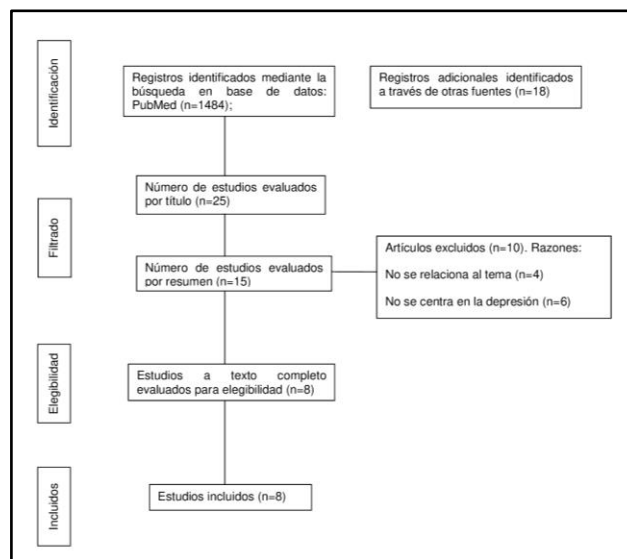 Identificación
Registros identificados mediante la
búsqueda en base de datos:
PubMed (n=1484);
Registros adicionales identificados
a través de otras fuentes (n=18)
Filtrado
Número de estudios evaluados
por título (n=25)
Número de estudios evaluados
por resumen (n=15)
Artículos excluidos (n=10). Razones:
No se relaciona al tema (n=4)
No se centra en la depresión (n=6)
Elegibilidad
Estudios a texto completo
evaluados para elegibilidad (n=8)
Incluidos
Estudios incluidos (n=8)